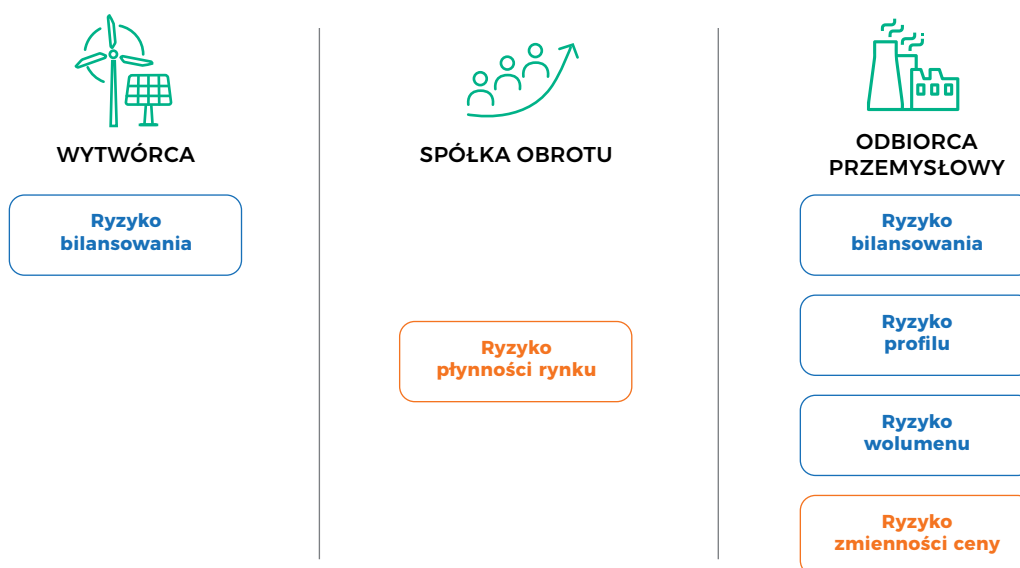 WYTWÓRCA
Ryzyko
bilansowania
SPÓŁKA OBROTU
Ryzyko
płynności rynku
ODBIORCA
PRZEMYSŁOWY
Ryzyko
bilansowania
Ryzyko
profilu
Ryzyko
wolumenu
Ryzyko
zmienności ceny